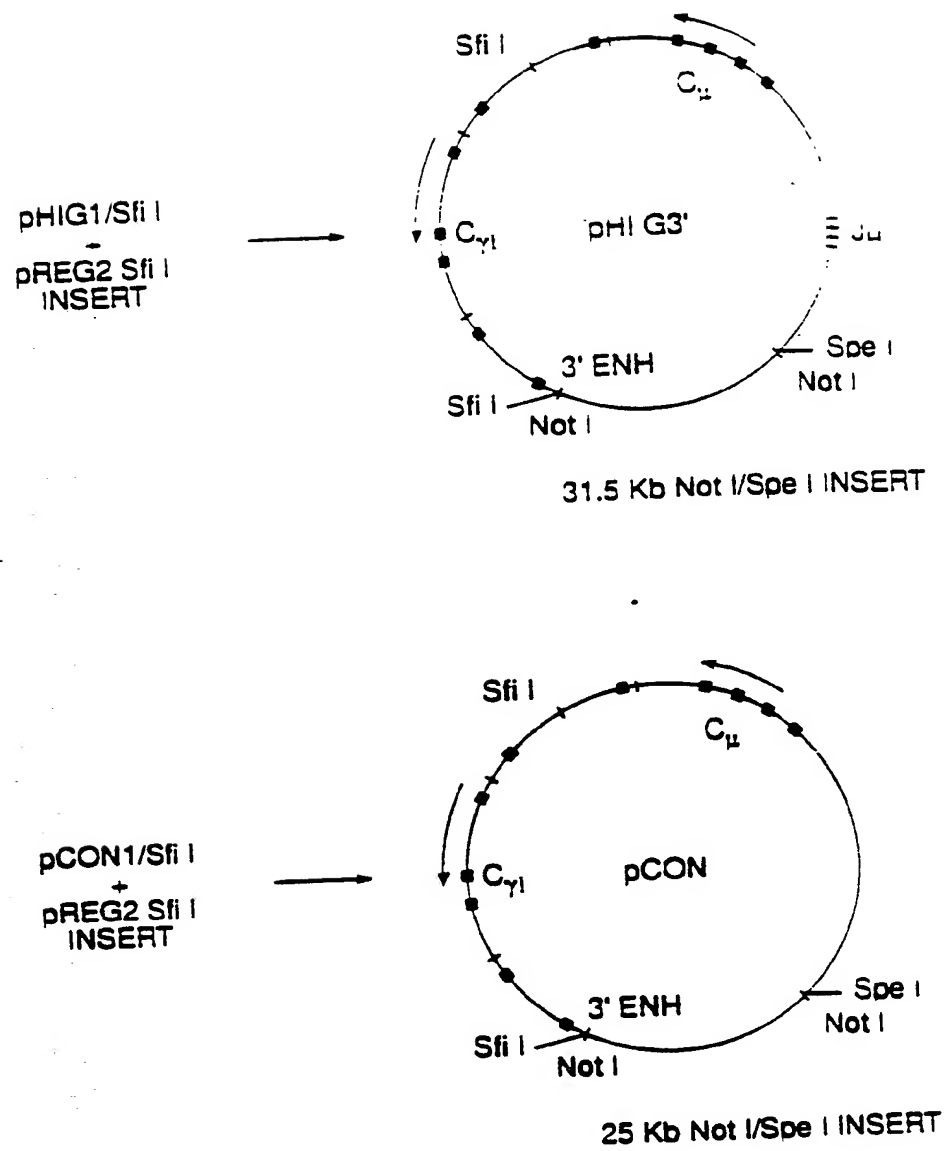 Sfi I
Cμ
pHIG1/Sfi I
+
pREG2 Sfi I
INSERT
Cγ1
pHI G3'
3' ENH
Spe I
Not I
Sfi I
Not I
31.5 Kb Not I/Spe I INSERT
Sfi I
Cμ
pCON1/Sfi I
+
pREG2 Sfi I
INSERT
Cγ1
pCON
3' ENH
Spe I
Not I
Sfi I
Not I
25 Kb Not I/Spe I INSERT